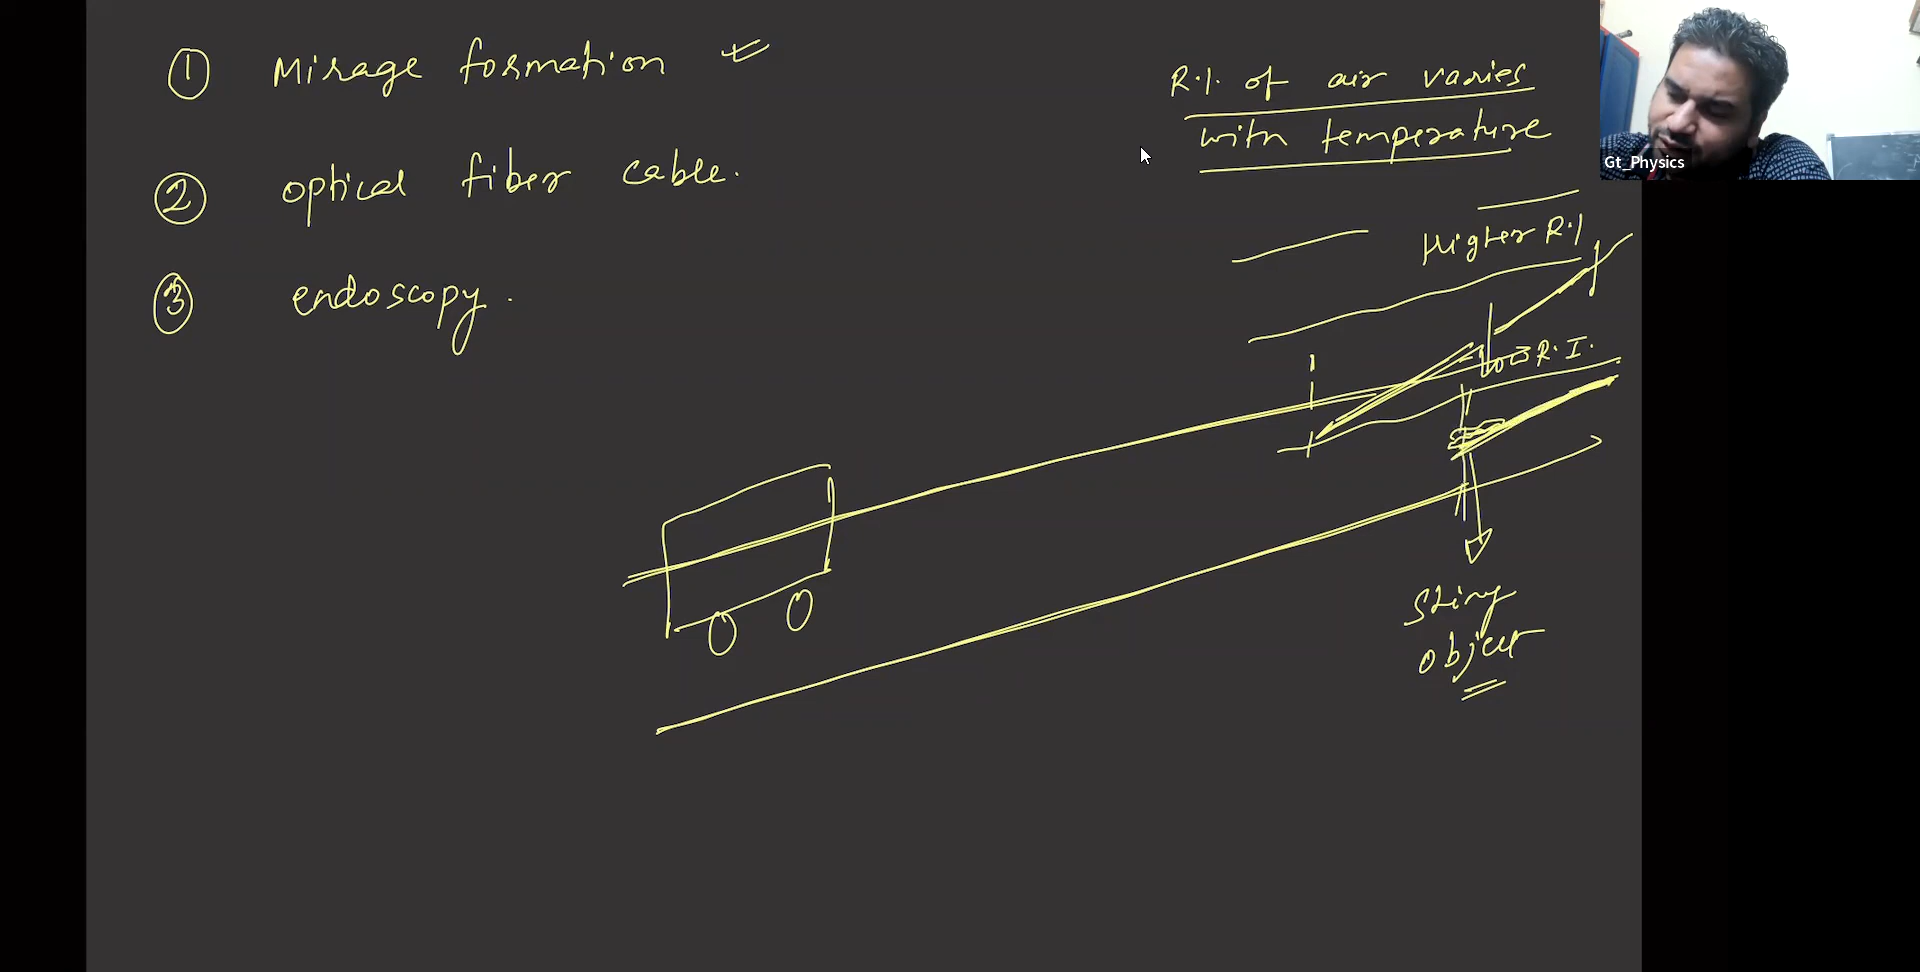 ① Mirage formation
② optical fiber cable.
③ endoscopy.
R.I. of air varies
with temperature
Gt_Physics
Higher R.I
R.I.
Shiny
object